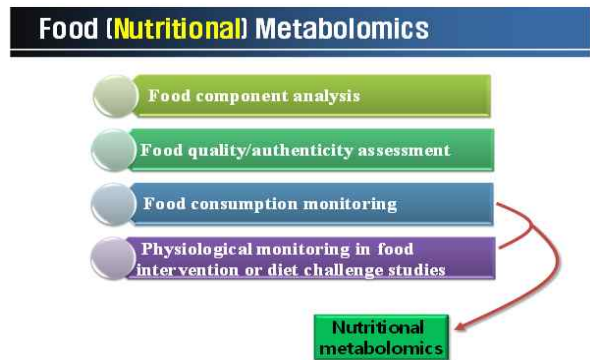 Food (Nutritional) Metabolomics
Food component analysis
Food quality/authenticity assessment
Food consumption monitoring
Physiological monitoring in food
intervention or diet challenge studies
Nutritional
metabolomics